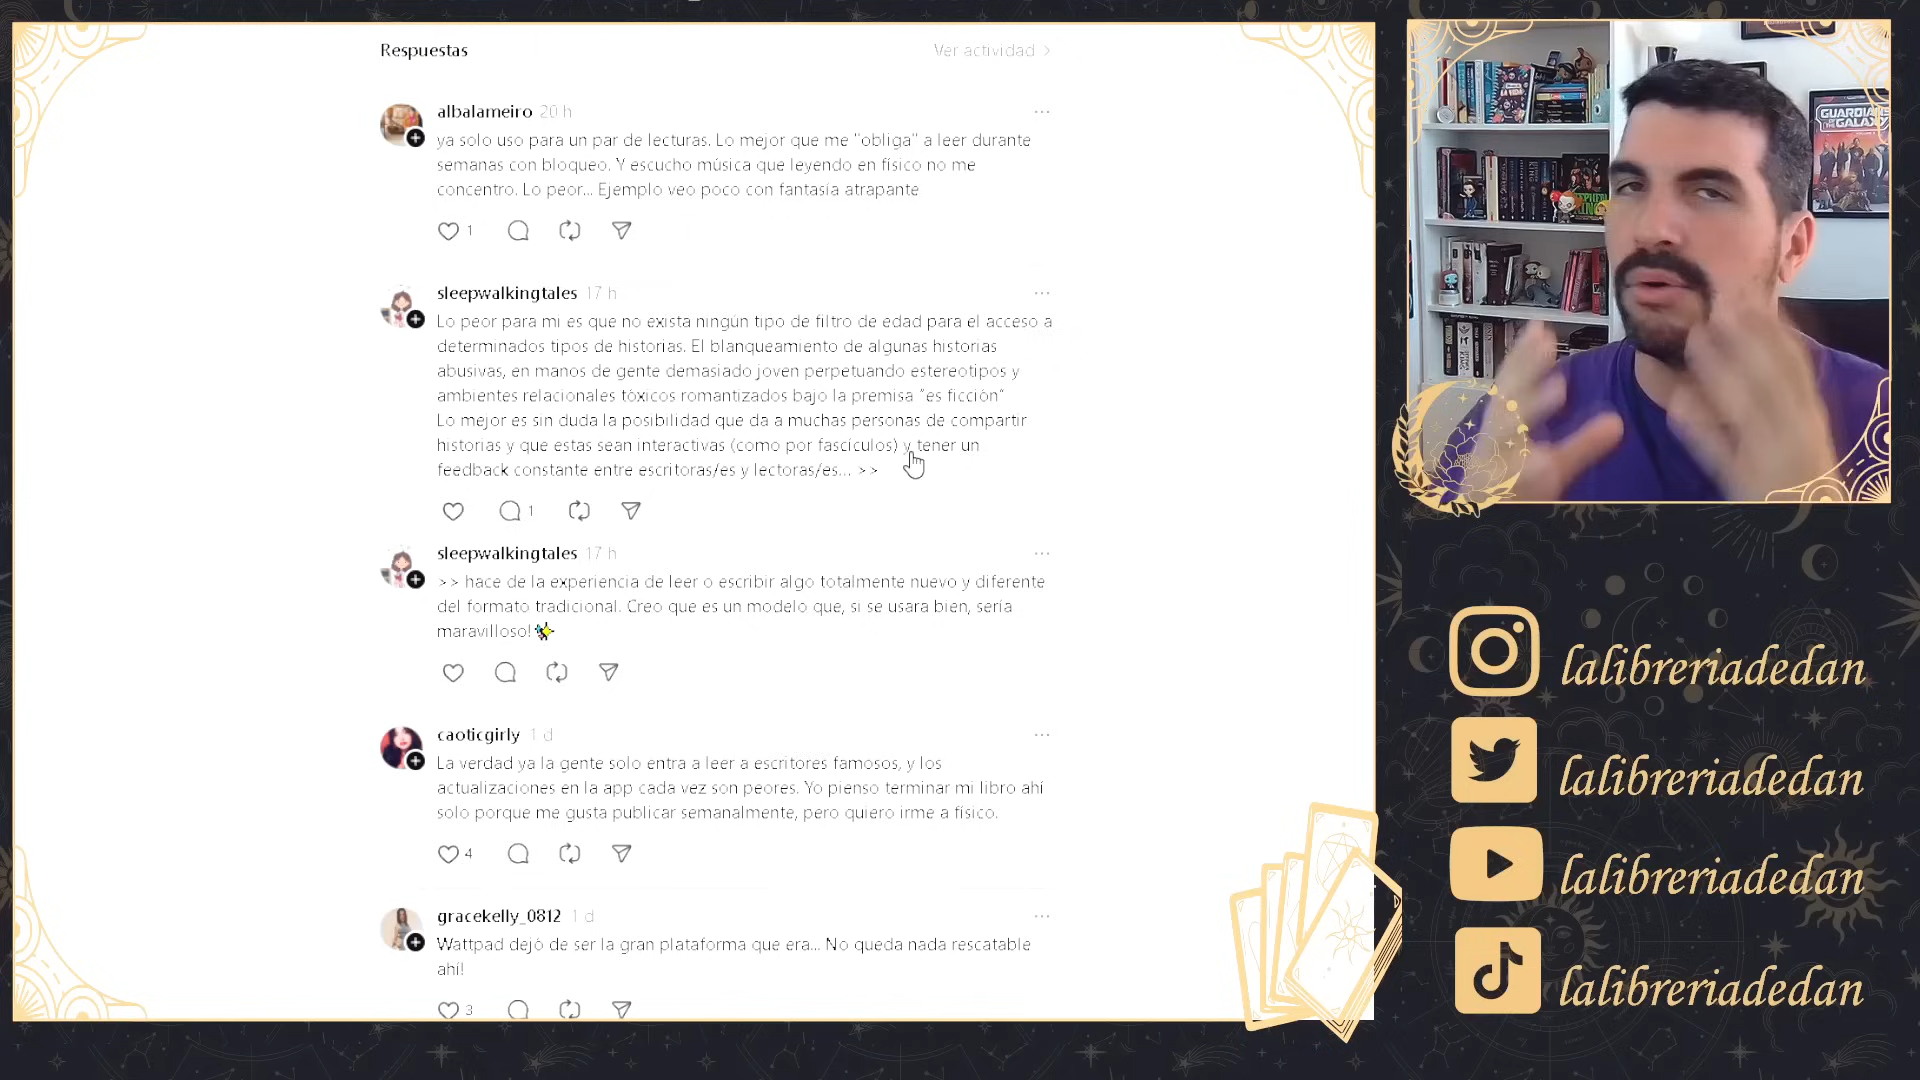 Respuestas
Ver actividad
albalameiro 20 h
ya solo uso para un par de lecturas. Lo mejor que me "obliga" a leer durante
semanas con bloqueo. Y escucho música que leyendo en físico no me
concentro. Lo peor... Ejemplo veo poco con fantasía atrapante
1
sleepwalkingtales 17 h
Lo peor para mi es que no exista ningún tipo de filtro de edad para el acceso a
determinados tipos de historias. El blanqueamiento de algunas historias
abusivas, en manos de gente demasiado joven perpetuando estereotipos y
ambientes relacionales tóxicos romantizados bajo la premisa "es ficción"
Lo mejor es sin duda la posibilidad que da a muchas personas de compartir
historias y que estas sean interactivas (como por fascículos) y tener un
feedback constante entre escritoras/es y lectoras/es... >>
1
sleepwalkingtales 17 h
>> hace de la experiencia de leer o escribir algo totalmente nuevo y diferente
del formato tradicional. Creo que es un modelo que, si se usara bien, sería
maravilloso!
caoticgirly 1 d
La verdad ya la gente solo entra a leer a escritores famosos, y los
actualizaciones en la app cada vez son peores. Yo pienso terminar mi libro ahí
solo porque me gusta publicar semanalmente, pero quiero irme a físico.
4
gracekelly_0812 1 d
Wattpad dejó de ser la gran plataforma que era... No queda nada rescatable
ahí!
3
GUARDIANS
OF THE
GALAXY
lalibreriadedan
lalibreriadedan
lalibreriadedan
lalibreriadedan